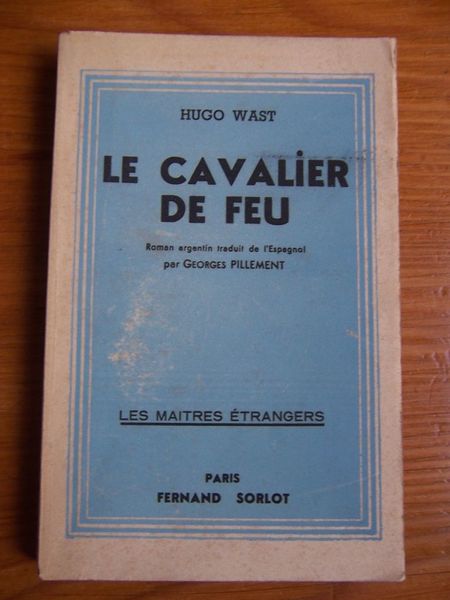 HUGO WAST
LE CAVALIER
DE FEU
Roman argentin traduit de l'Espagnol
par GEORGES PILLEMENT
LES MAITRES ÉTRANGERS
PARIS
FERNAND SORLOT